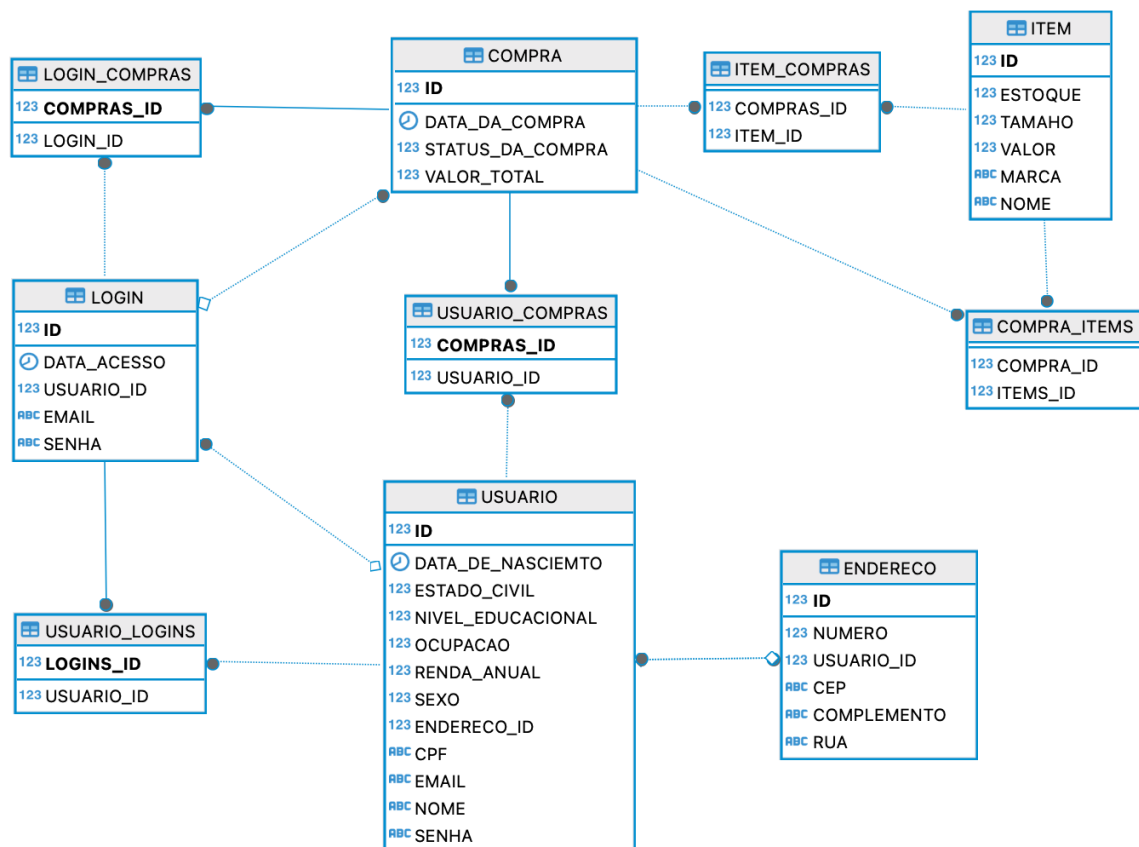 LOGIN_COMPRAS
123 COMPRAS_ID
123 LOGIN_ID
COMPRA
123 ID
DATA_DA_COMPRA
123 STATUS_DA_COMPRA
123 VALOR_TOTAL
ITEM_COMPRAS
123 COMPRAS_ID
123 ITEM_ID
ITEM
123 ID
123 ESTOQUE
123 TAMAHO
123 VALOR
ABC MARCA
ABC NOME
LOGIN
123 ID
DATA_ACESSO
123 USUARIO_ID
ABC EMAIL
ABC SENHA
USUARIO_COMPRAS
123 COMPRAS_ID
123 USUARIO_ID
COMPRA_ITEMS
123 COMPRA_ID
123 ITEMS_ID
USUARIO_LOGINS
123 LOGINS_ID
123 USUARIO_ID
USUARIO
123 ID
DATA_DE_NASCIEMTO
123 ESTADO_CIVIL
123 NIVEL_EDUCACIONAL
123 OCUPACAO
123 RENDA_ANUAL
123 SEXO
123 ENDERECO_ID
ABC CPF
ABC EMAIL
ABC NOME
ABC SENHA
ENDERECO
123 ID
123 NUMERO
123 USUARIO_ID
ABC CEP
ABC COMPLEMENTO
ABC RUA